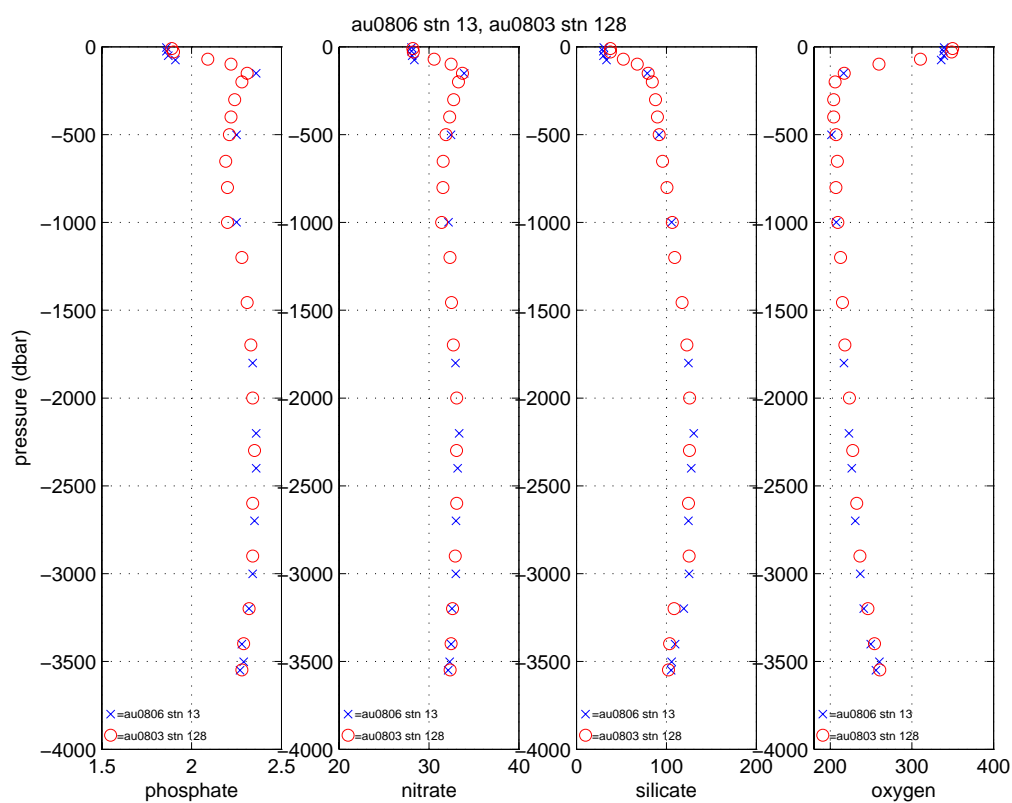 au0806 stn 13, au0803 stn 128
pressure (dbar)
0
−500
−1000
−1500
−2000
−2500
−3000
−3500
−4000
1.5 2 2.5
phosphate
×=au0806 stn 13
○=au0803 stn 128
0
−500
−1000
−1500
−2000
−2500
−3000
−3500
−4000
20 30 40
nitrate
×=au0806 stn 13
○=au0803 stn 128
0
−500
−1000
−1500
−2000
−2500
−3000
−3500
−4000
0 100 200
silicate
×=au0806 stn 13
○=au0803 stn 128
0
−500
−1000
−1500
−2000
−2500
−3000
−3500
−4000
200 300 400
oxygen
×=au0806 stn 13
○=au0803 stn 128